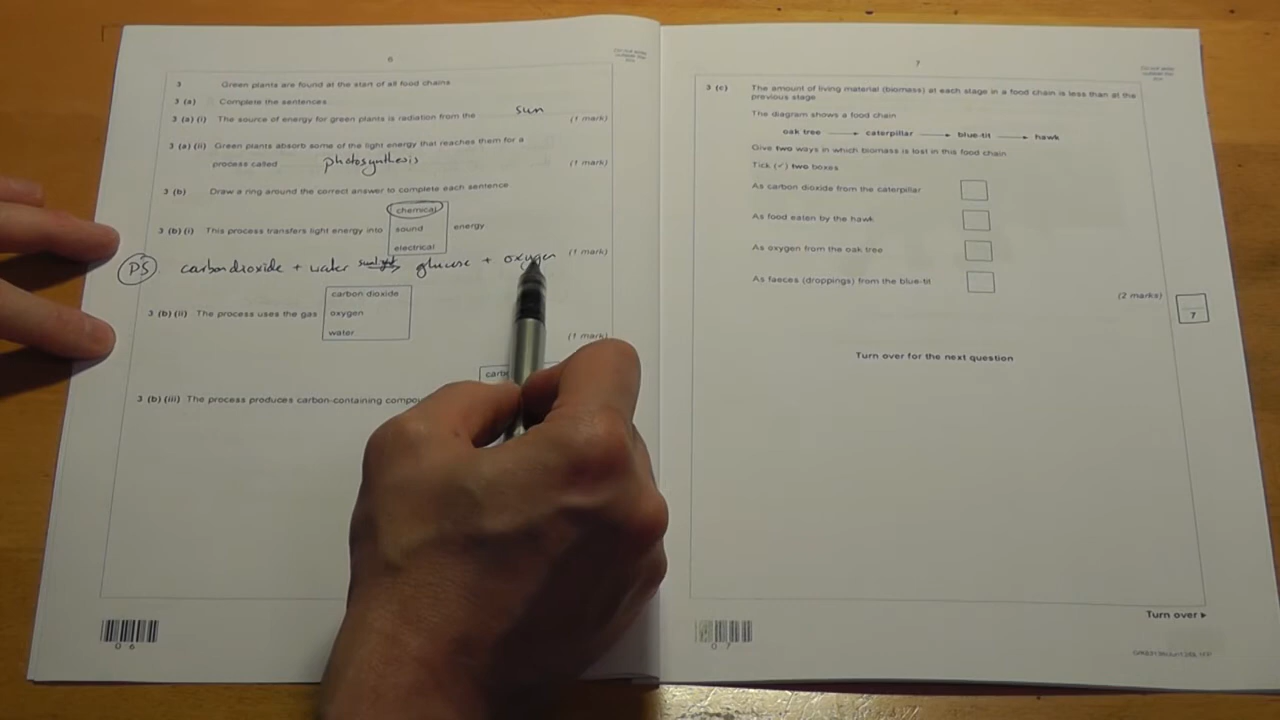 6
3 Green plants are found at the start of all food chains
3 (a) Complete the sentences
3 (a) (i) The source of energy for green plants is radiation from the sun (1 mark)
3 (a) (ii) Green plants absorb some of the light energy that reaches them for a
process called photosynthesis (1 mark)
3 (b) Draw a ring around the correct answer to complete each sentence
chemical
3 (b) (i) This process transfers light energy into sound energy
electrical
(1 mark)
PS carbon dioxide + water sunlight glucose + oxygen
carbon dioxide
3 (b) (ii) The process uses the gas oxygen
water
(1 mark)
3 (b) (iii) The process produces carbon-containing
06
7
3 (c) The amount of living material (biomass) at each stage in a food chain is less than at the
previous stage
The diagram shows a food chain
oak tree caterpillar blue-tit hawk
Give two ways in which biomass is lost in this food chain
Tick (✓) two boxes
As carbon dioxide from the caterpillar
As food eaten by the hawk
As oxygen from the oak tree
As faeces (droppings) from the blue-tit
(2 marks)
7
Turn over for the next question
Turn over ▶
07